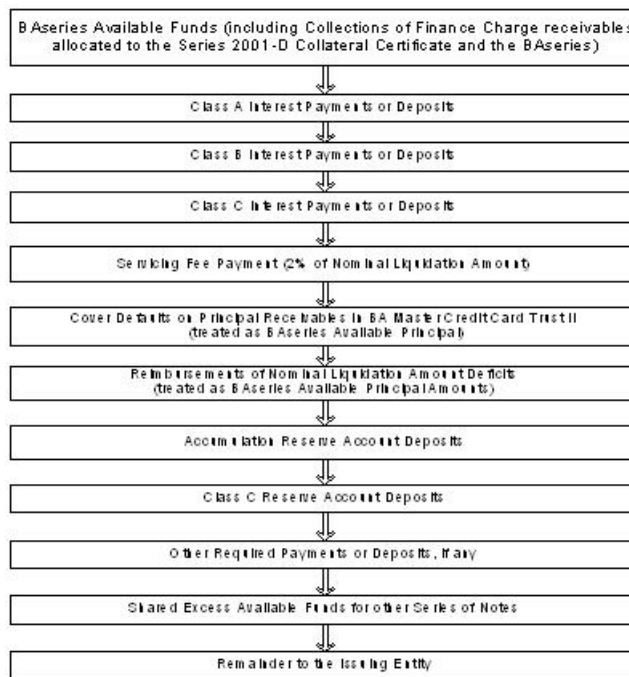 BAseries Available Funds (including Collections of Finance Charge receivables
allocated to the Series 2001-D Collateral Certificate and the BAseries)
Class A Interest Payments or Deposits
Class B Interest Payments or Deposits
Class C Interest Payments or Deposits
Servicing Fee Payment (2% of Nominal Liquidation Amount)
Cover Defaults on Principal Receivables in BA Master Credit Card Trust II
(treated as BAseries Available Principal)
Reimbursements of Nominal Liquidation Amount Deficits
(treated as BAseries Available Principal Amounts)
Accumulation Reserve Account Deposits
Class C Reserve Account Deposits
Other Required Payments or Deposits, if any
Shared Excess Available Funds for other Series of Notes
Remainder to the Issuing Entity